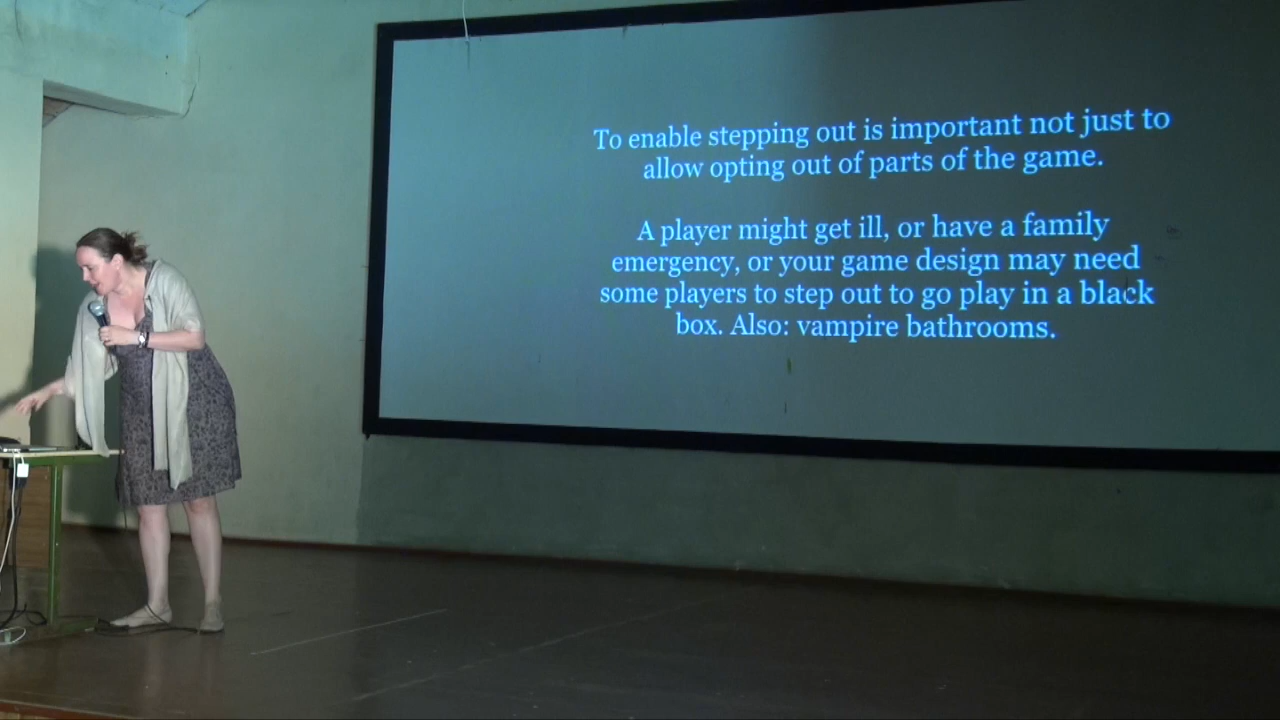 To enable stepping out is important not just to
allow opting out of parts of the game.
A player might get ill, or have a family
emergency, or your game design may need
some players to step out to go play in a black
box. Also: vampire bathrooms.